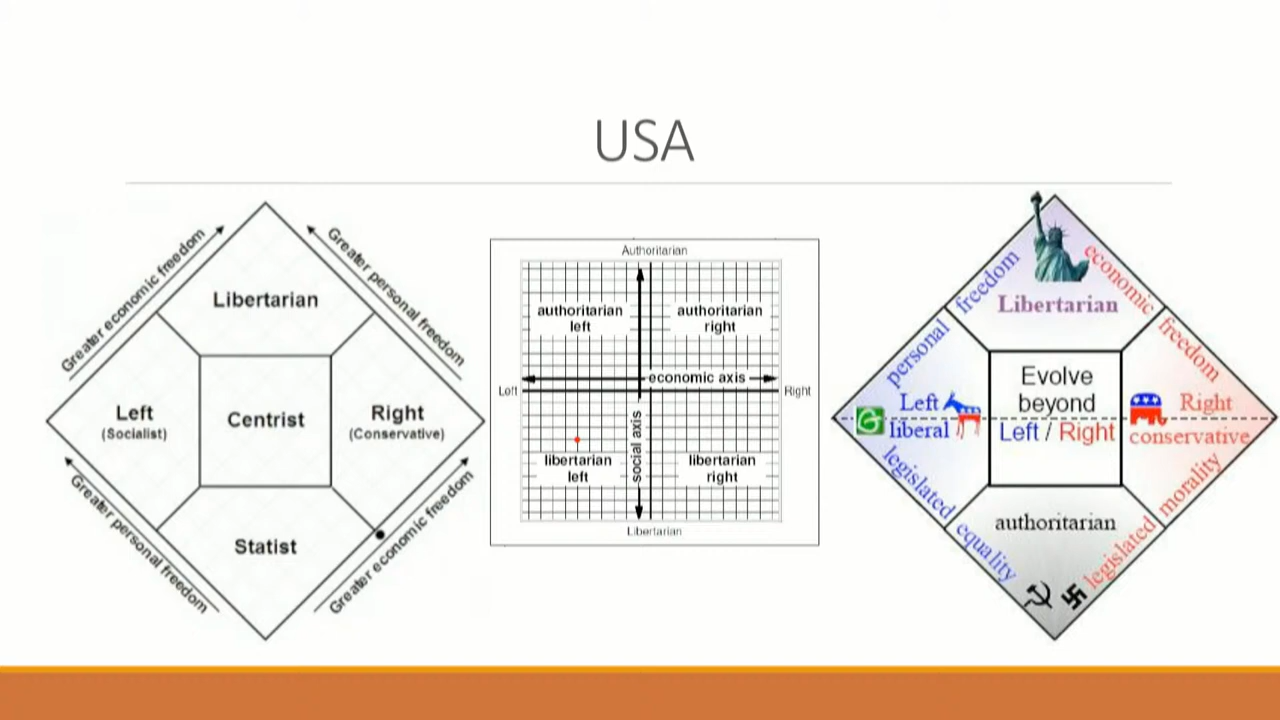 USA
Greater economic freedom
Greater personal freedom
Libertarian
Left
(Socialist)
Centrist
Right
(Conservative)
Statist
Greater personal freedom
Greater economic freedom
Authoritarian
authoritarian
left
authoritarian
right
economic axis
Left
Right
social axis
libertarian
left
libertarian
right
Libertarian
personal freedom
economic freedom
Libertarian
Evolve
beyond
Left / Right
Left
liberal
G
Right
conservative
authoritarian
legislated equality
legislated morality